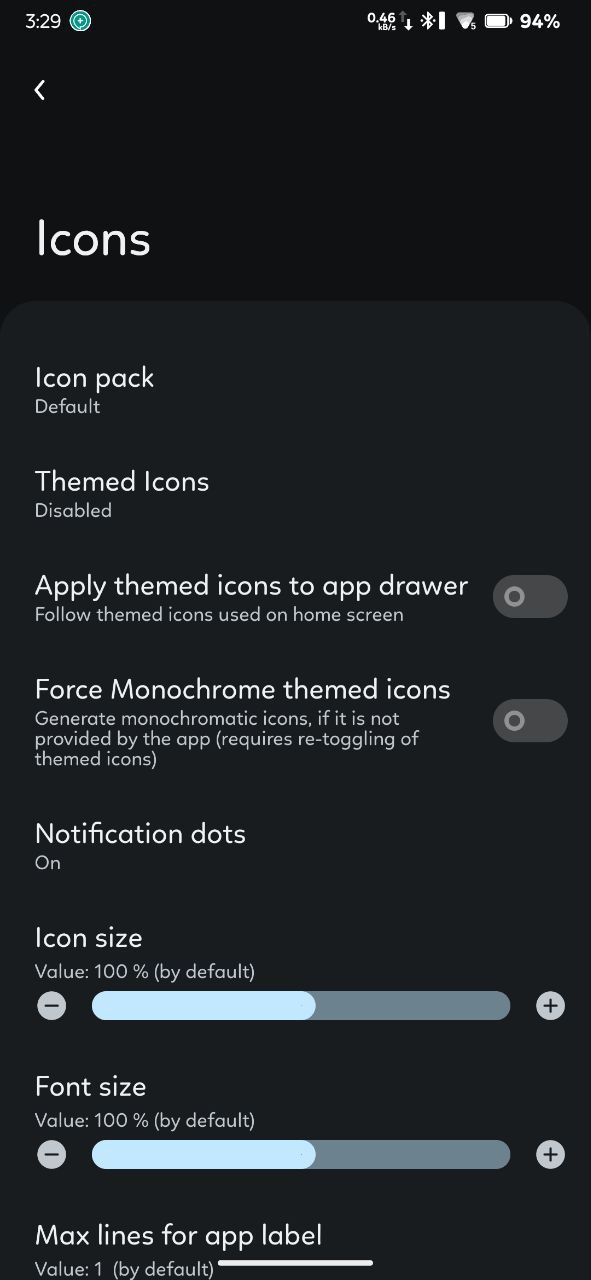 3:29
0.46
kB/s
5
94%
Icons
Icon pack
Default
Themed Icons
Disabled
Apply themed icons to app drawer
Follow themed icons used on home screen
Force Monochrome themed icons
Generate monochromatic icons, if it is not
provided by the app (requires re-toggling of
themed icons)
Notification dots
On
Icon size
Value: 100 % (by default)
Font size
Value: 100 % (by default)
Max lines for app label
Value: 1 (by default)